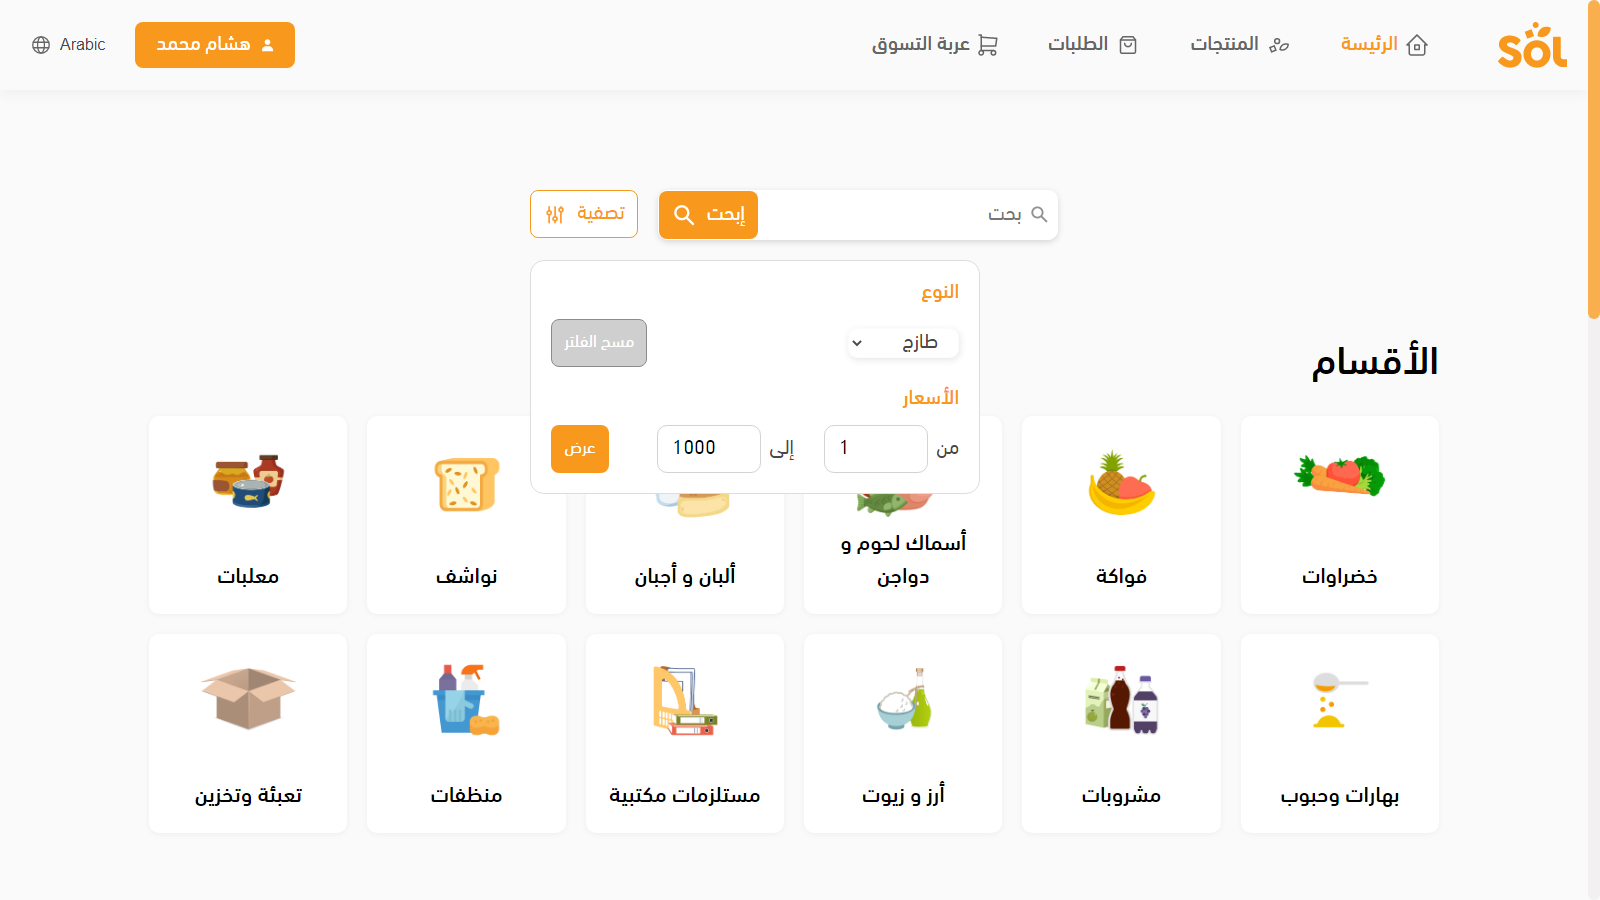 SOL
الرئيسة
المنتجات
الطلبات
عربة التسوق
هشام محمد
Arabic
بحث
إبحث
تصفية
النوع
طازج
مسح الفلتر
الأسعار
من 1 إلى 1000 عرض
الأقسام
خضراوات
فواكة
أسماك لحوم و
دواجن
ألبان و أجبان
نواشف
معلبات
بهارات وحبوب
مشروبات
أرز و زيوت
مستلزمات مكتبية
منظفات
تعبئة وتخزين